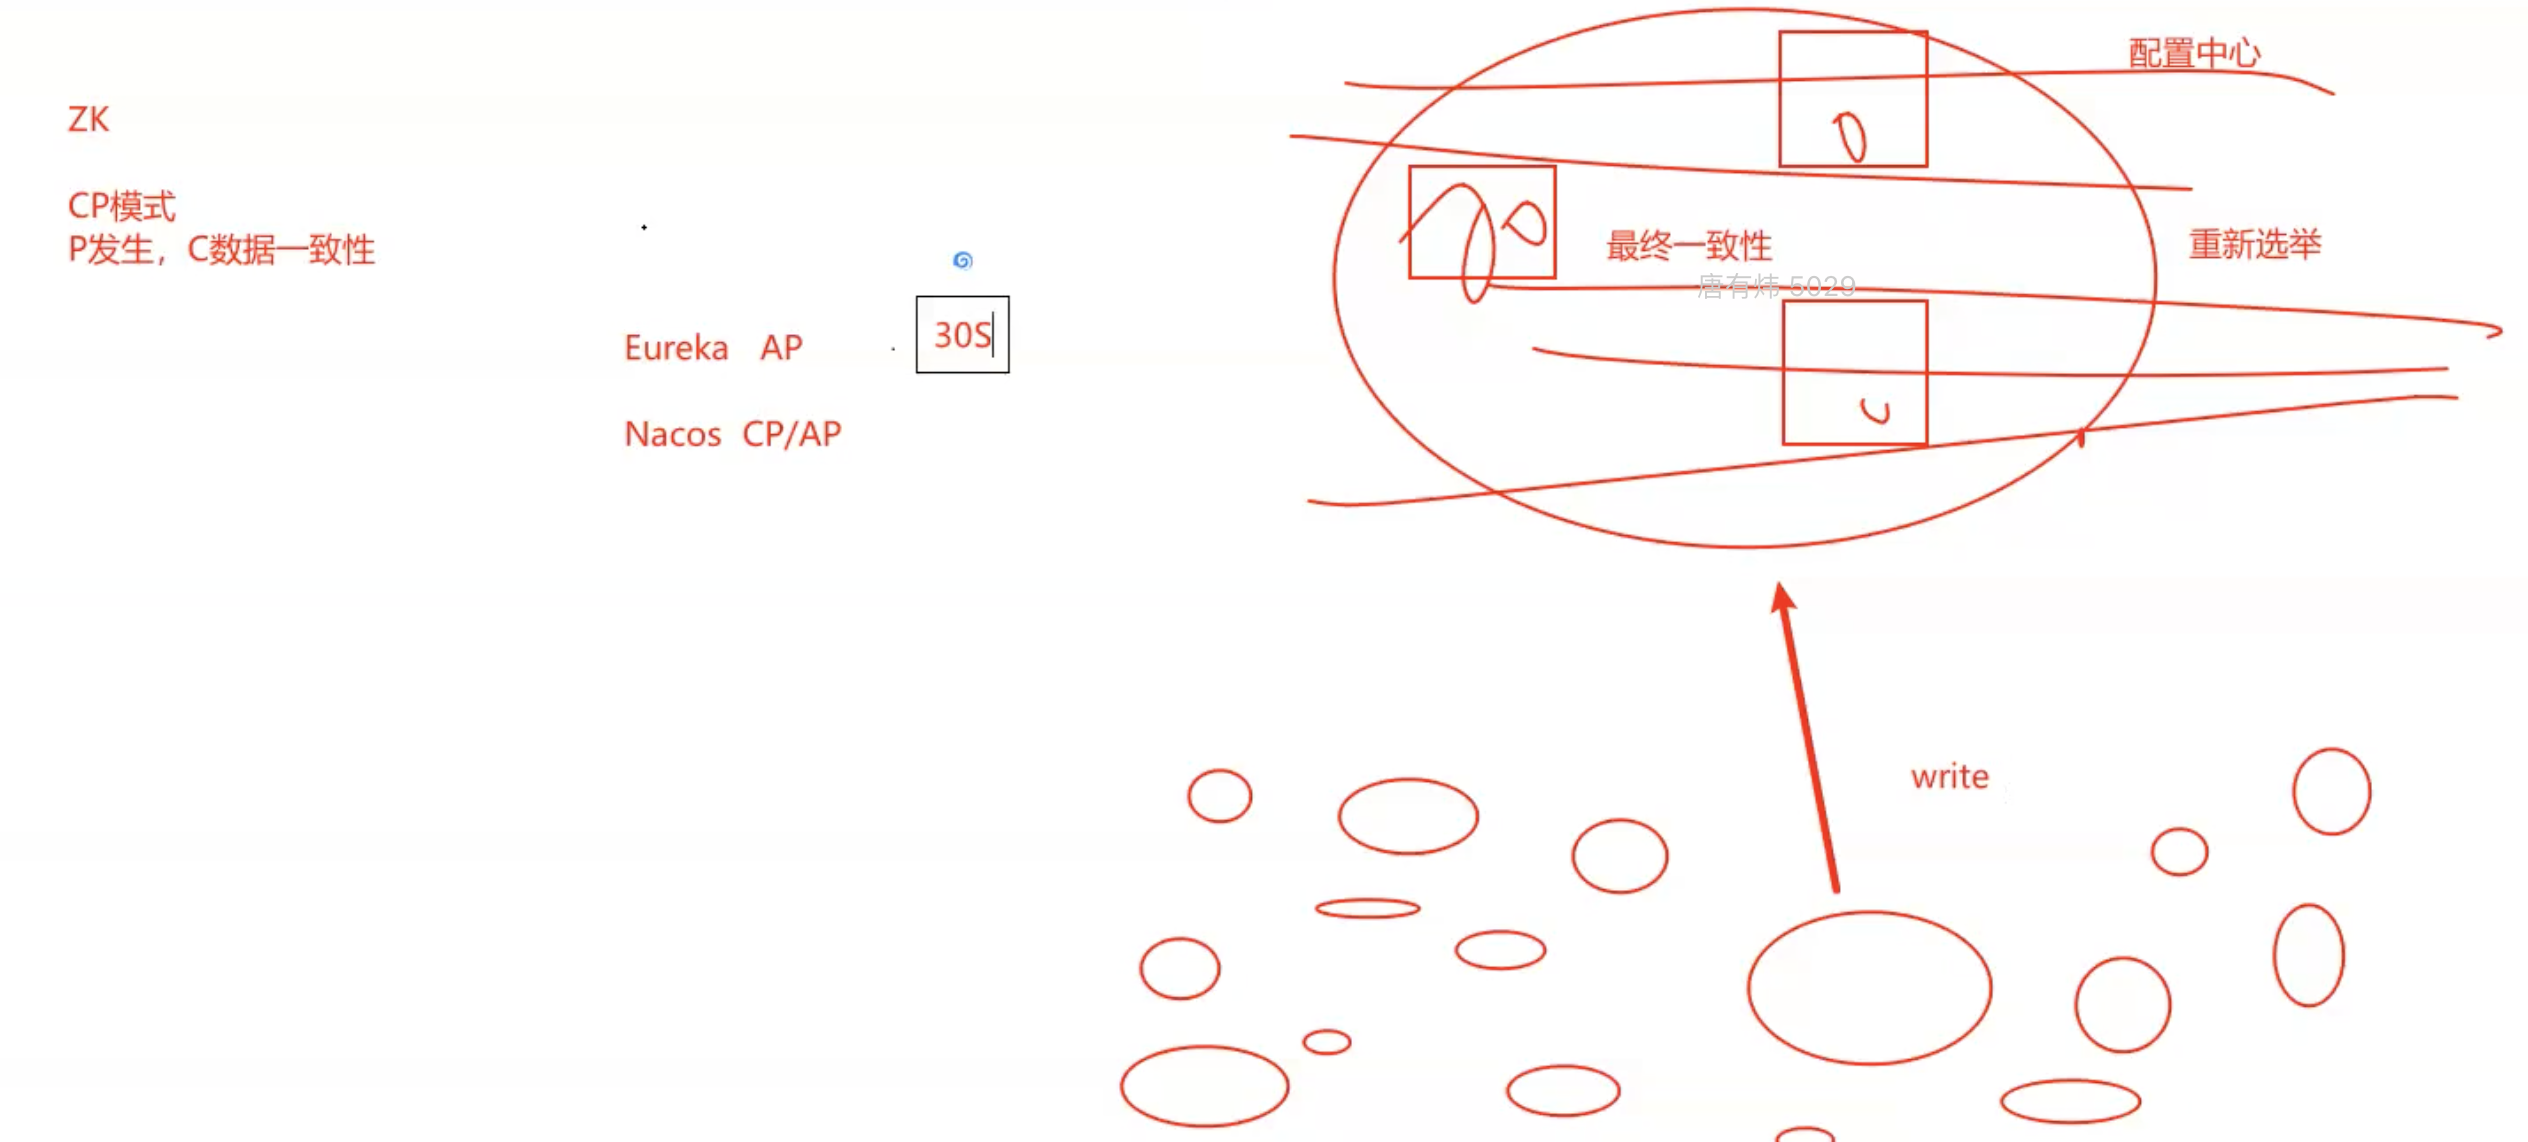 ZK
CP模式
P发生，C数据一致性
Eureka AP
30S
Nacos CP/AP
配置中心
最终一致性
重新选举
唐有炜 5029
write